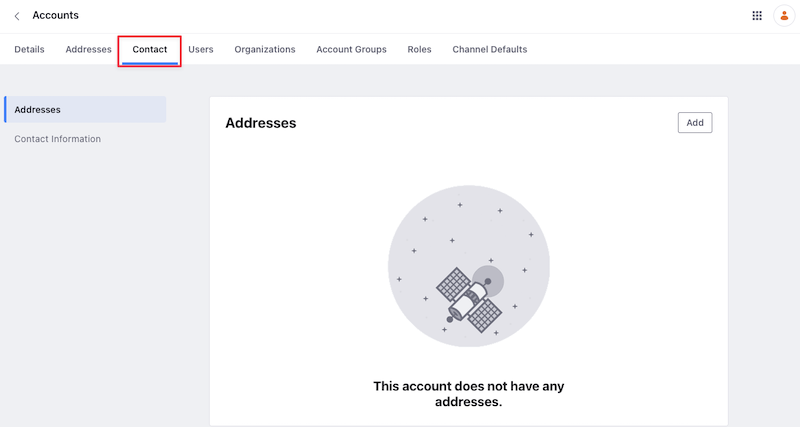 Accounts
Details Addresses Contact Users Organizations Account Groups Roles Channel Defaults
Addresses
Contact Information
Addresses
Add
This account does not have any
addresses.